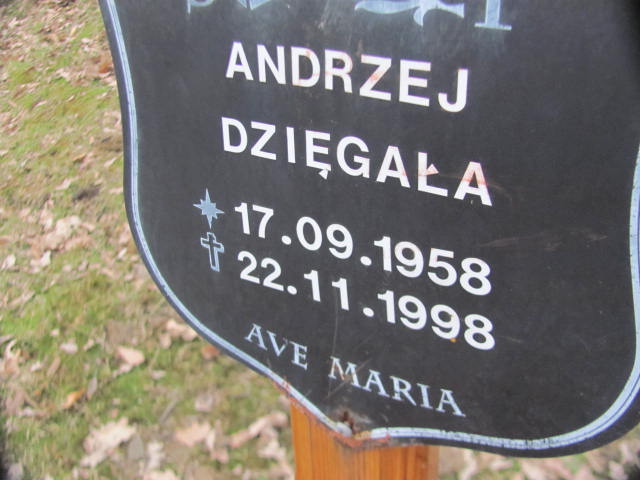 ANDRZEJ
DZIĘGAŁA
17.09.1958
22.11.1998
AVE MARIA